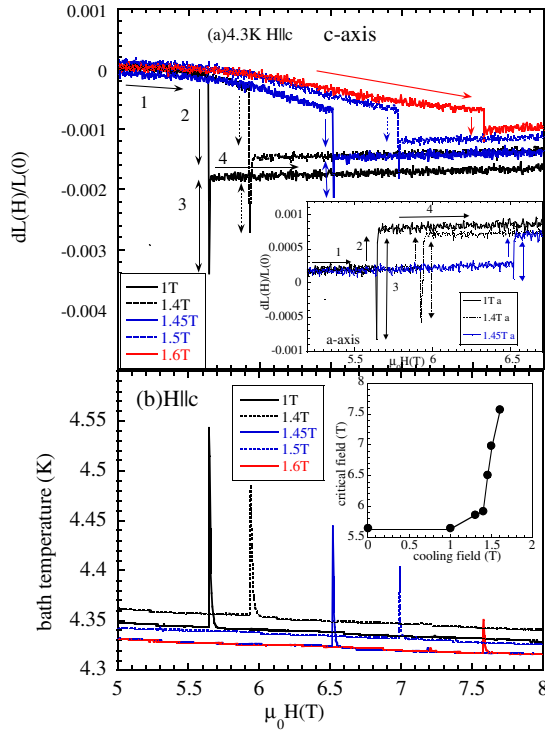 (a)4.3K H||c c-axis
0
-0.001
-0.002
-0.003
-0.004
dL(H)/L(0)
1
2
3
4
1T
1.4T
1.45T
1.5T
1.6T
0.001
0.0005
0
-0.0005
-0.001
dL(H)/L(0)
1
2
3
4
a-axis
1T a
1.4T a
1.45T a
5.5 6 6.5
μ₀H(T)
(b)H||c
4.55
4.5
4.45
4.4
4.35
4.3
bath temperature (K)
1T
1.4T
1.45T
1.5T
1.6T
8
7.5
7
6.5
6
5.5
critical field (T)
0 0.5 1 1.5 2
cooling field (T)
5 5.5 6 6.5 7 7.5 8
μ₀H(T)